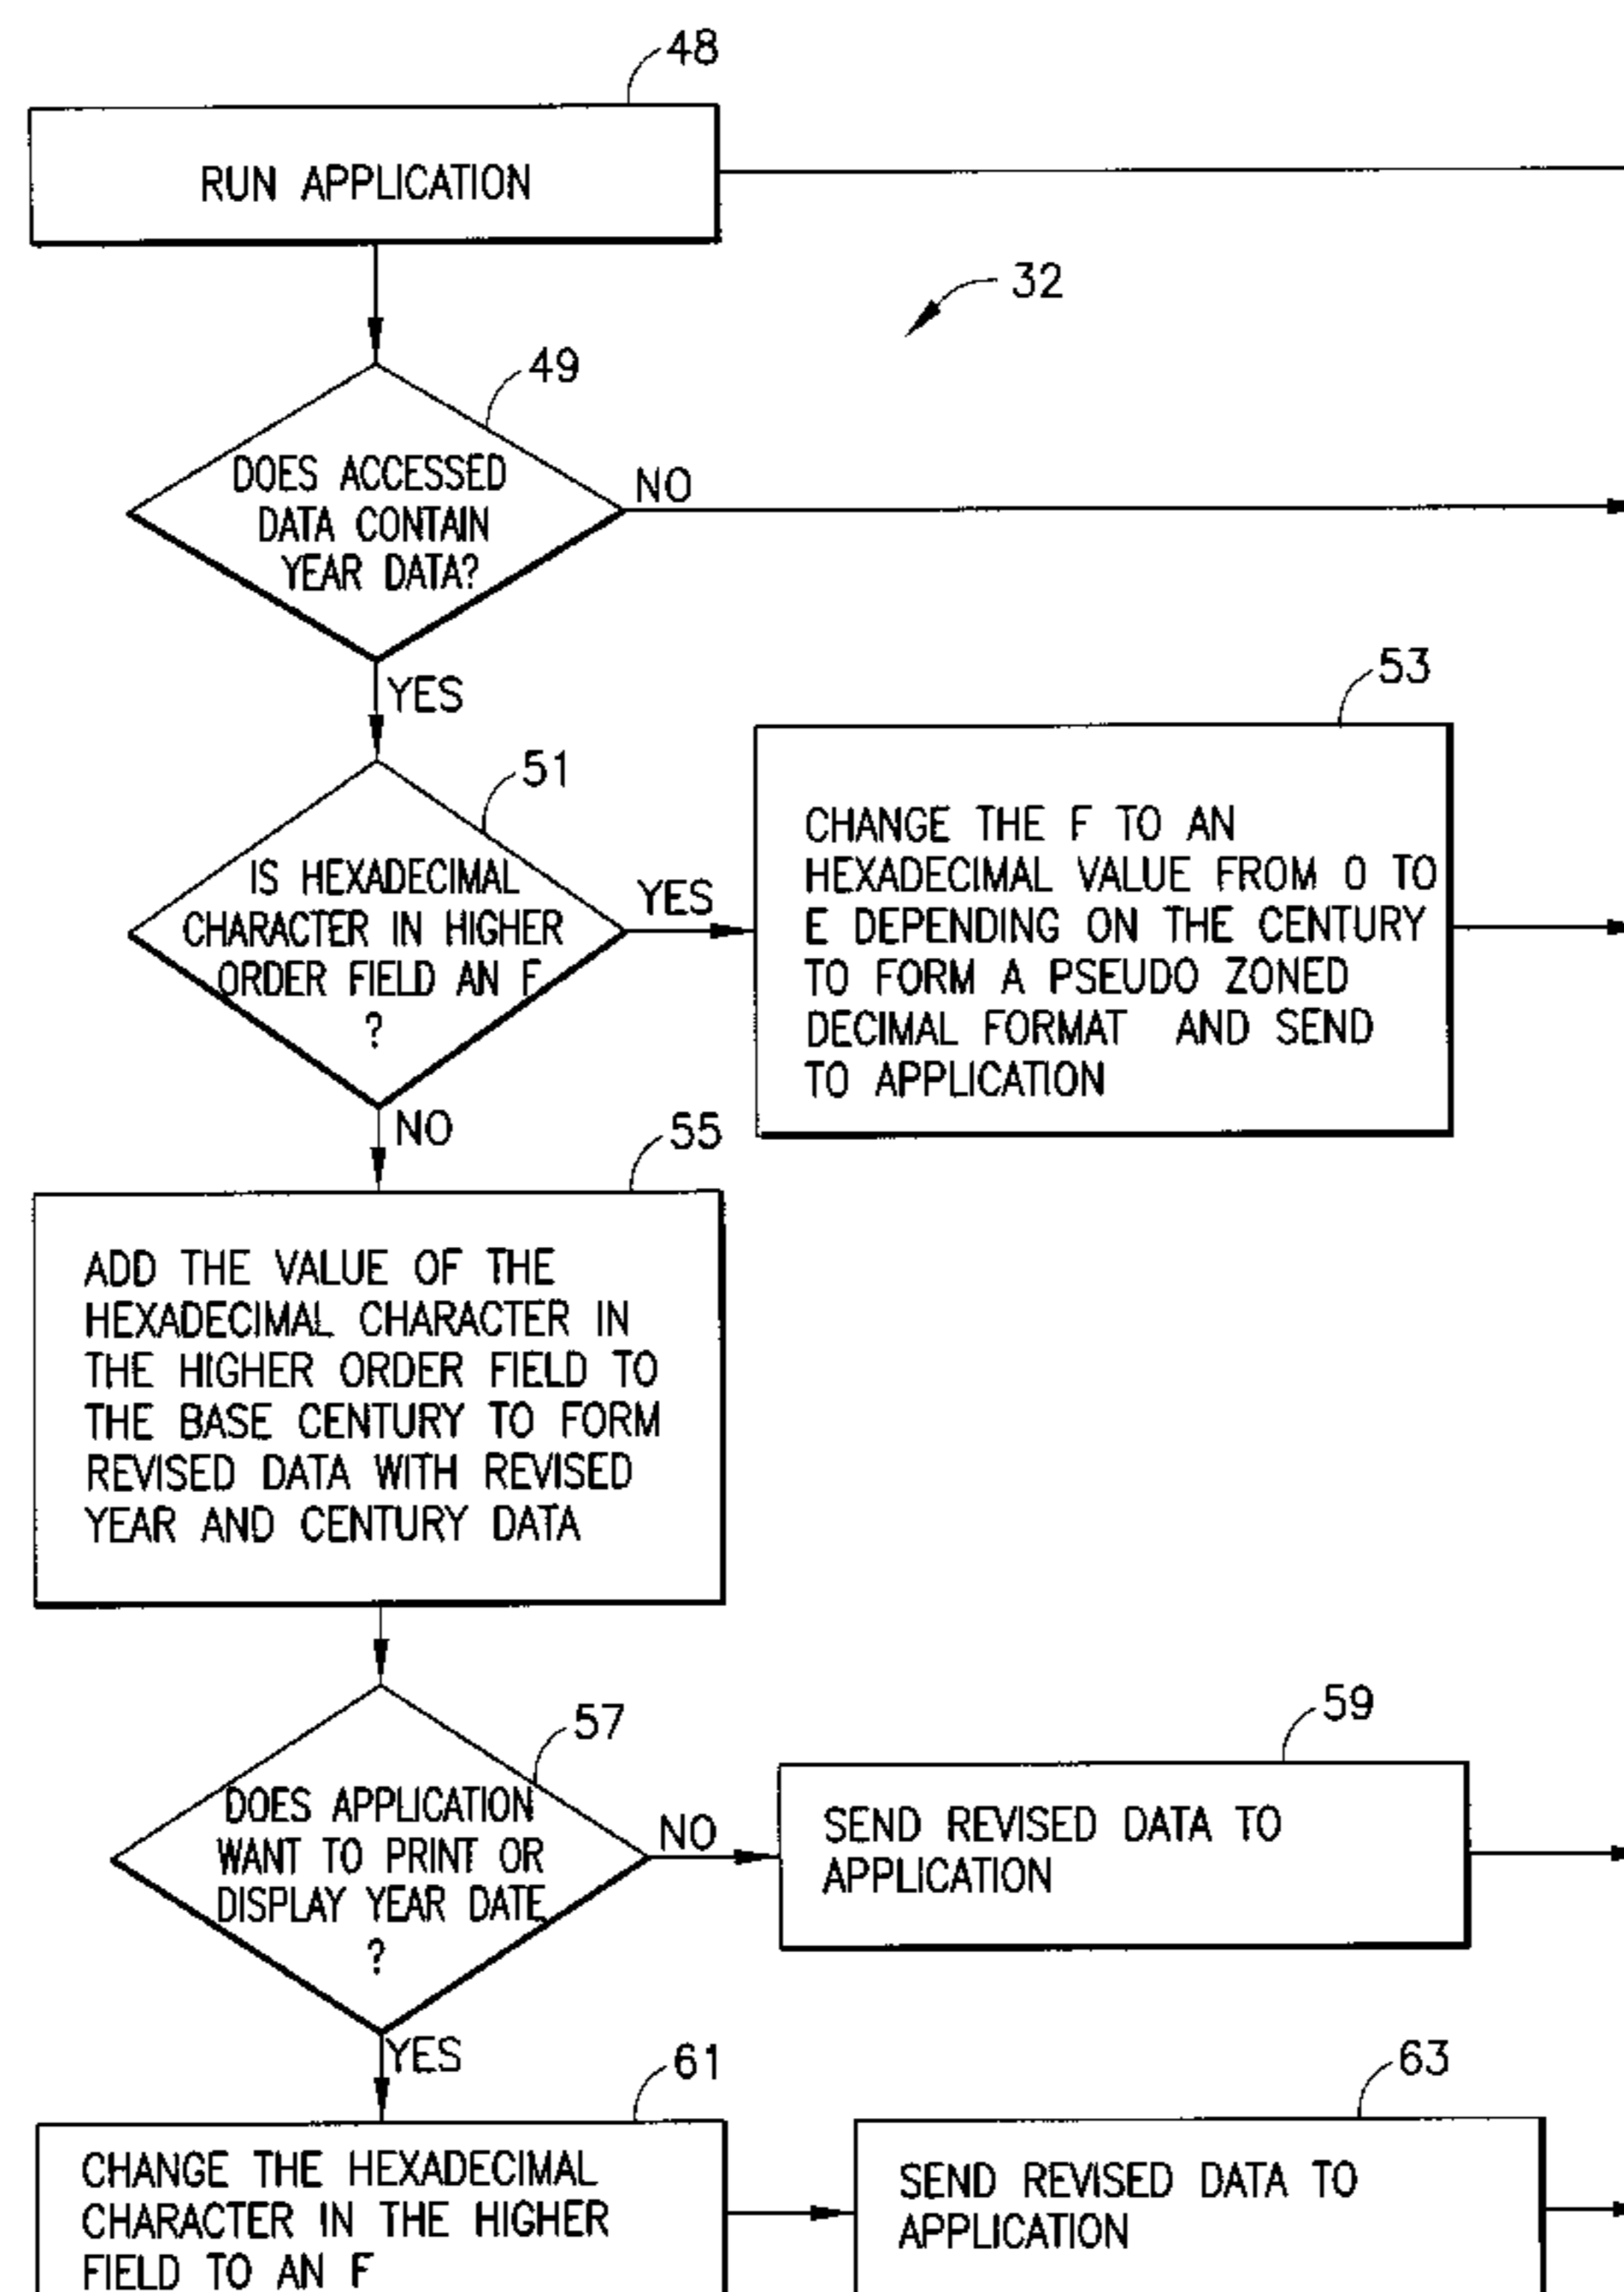 48
RUN APPLICATION
32
49
DOES ACCESSED
DATA CONTAIN
YEAR DATA?
NO
YES
51
IS HEXADECIMAL
CHARACTER IN HIGHER
ORDER FIELD AN F
?
YES
NO
53
CHANGE THE F TO AN
HEXADECIMAL VALUE FROM 0 TO
E DEPENDING ON THE CENTURY
TO FORM A PSEUDO ZONED
DECIMAL FORMAT AND SEND
TO APPLICATION
55
ADD THE VALUE OF THE
HEXADECIMAL CHARACTER IN
THE HIGHER ORDER FIELD TO
THE BASE CENTURY TO FORM
REVISED DATA WITH REVISED
YEAR AND CENTURY DATA
57
DOES APPLICATION
WANT TO PRINT OR
DISPLAY YEAR DATE
?
NO
YES
59
SEND REVISED DATA TO
APPLICATION
61
CHANGE THE HEXADECIMAL
CHARACTER IN THE HIGHER
FIELD TO AN F
63
SEND REVISED DATA TO
APPLICATION